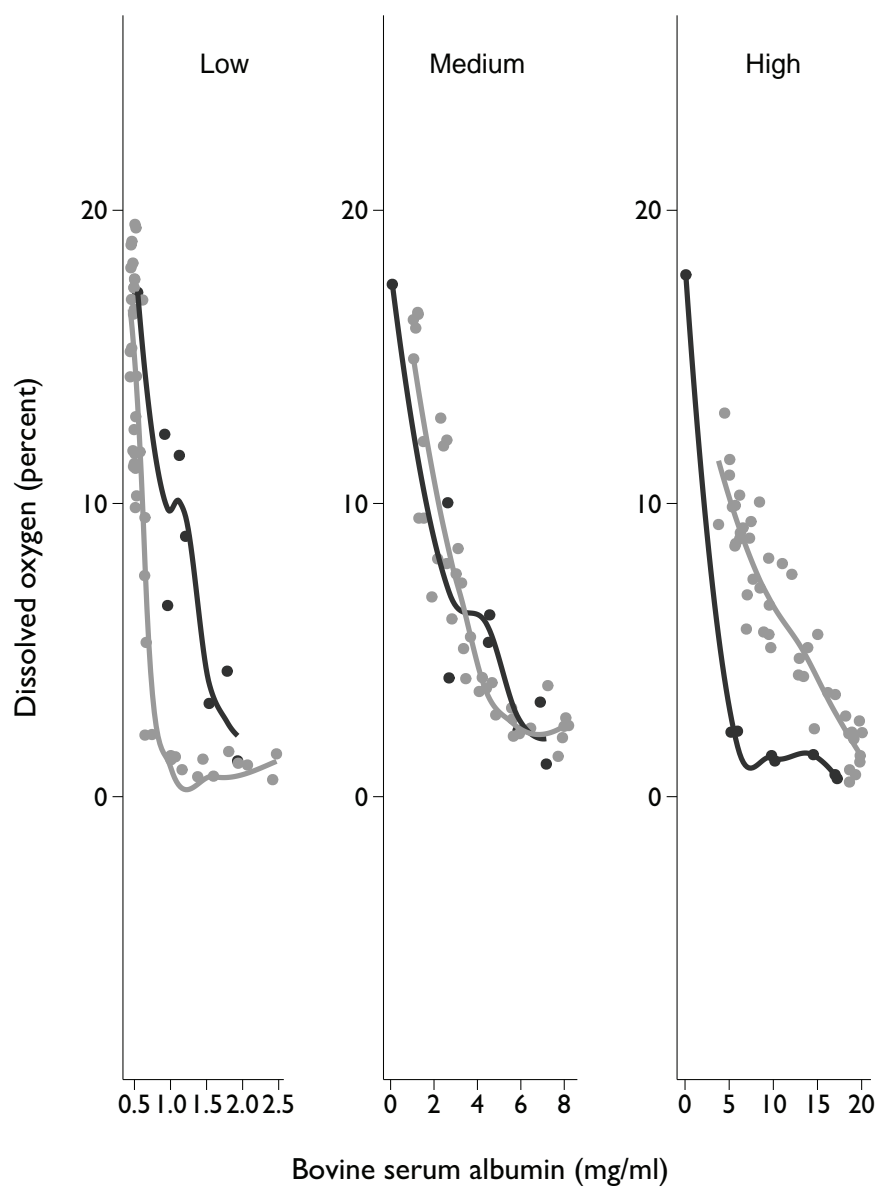 Low Medium High
20 20 20
10 10 10
0 0 0
Dissolved oxygen (percent)
0.5 1.0 1.5 2.0 2.5 0 2 4 6 8 0 5 10 15 20
Bovine serum albumin (mg/ml)